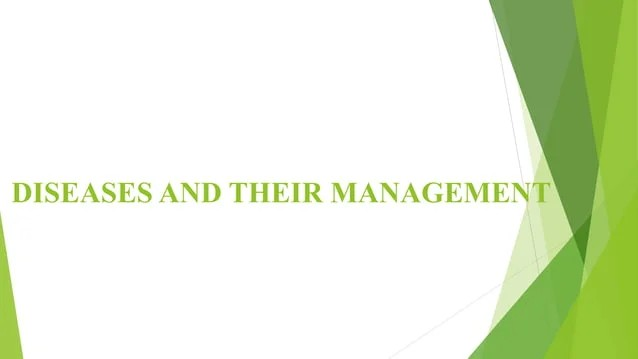 DISEASES AND THEIR MANAGEMENT